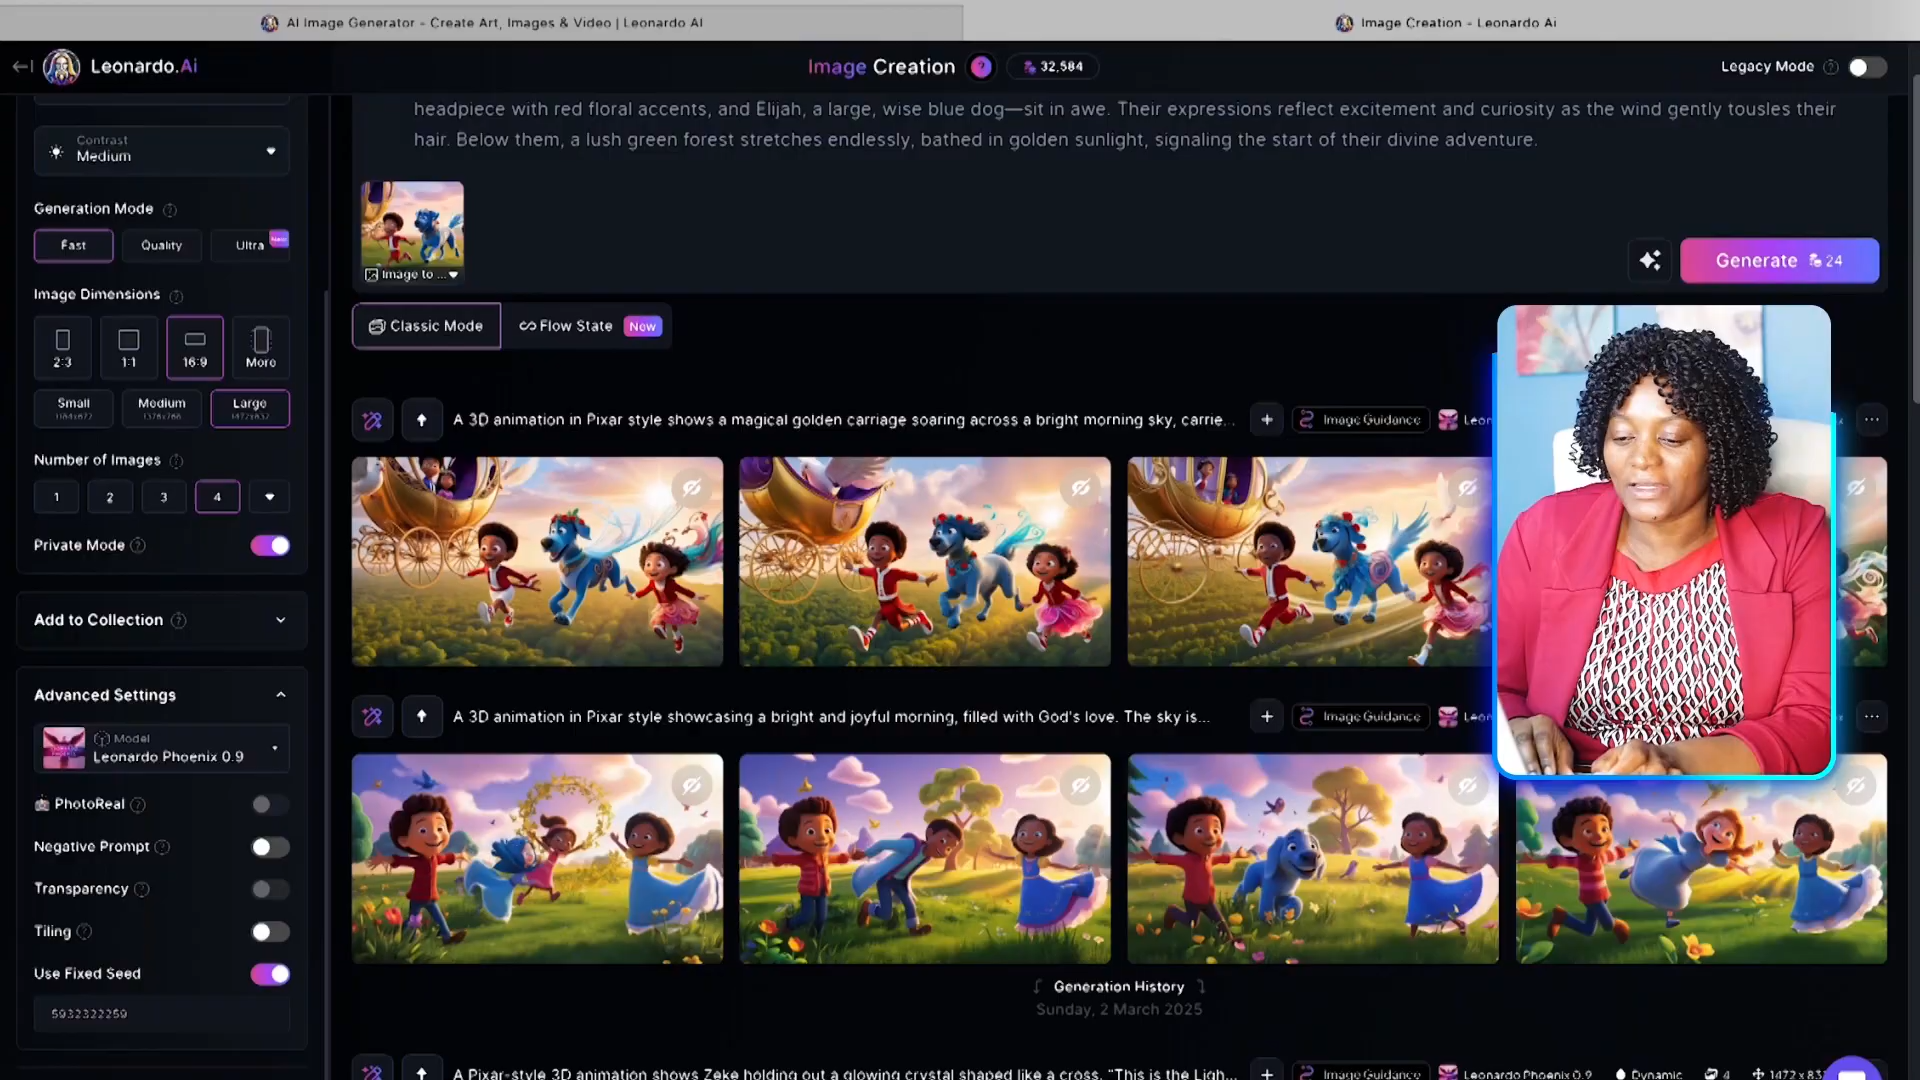 AI Image Generator - Create Art, Images & Video | Leonardo AI
Image Creation - Leonardo Ai
Leonardo.Ai
Image Creation
?
32,584
Legacy Mode
headpiece with red floral accents, and Elijah, a large, wise blue dog—sit in awe. Their expressions reflect excitement and curiosity as the wind gently tousles their
hair. Below them, a lush green forest stretches endlessly, bathed in golden sunlight, signaling the start of their divine adventure.
Contrast
Medium
Generation Mode
Fast
Quality
Ultra
New
Image to ...
Generate 24
Image Dimensions
2:3
1:1
16:9
More
Small
Medium
1376x768
Large
1472x832
Classic Mode
Flow State
New
A 3D animation in Pixar style shows a magical golden carriage soaring across a bright morning sky, carrie...
Image Guidance
Leon
Number of Images
1
2
3
4
Private Mode
Add to Collection
Advanced Settings
Model
Leonardo Phoenix 0.9
A 3D animation in Pixar style showcasing a bright and joyful morning, filled with God's love. The sky is...
Image Guidance
Leon
PhotoReal
Negative Prompt
Transparency
Tiling
Use Fixed Seed
5932322259
Generation History
Sunday, 2 March 2025
A Pixar-style 3D animation shows Zeke holding out a glowing crystal shaped like a cross. "This is the Ligh...
Image Guidance
Leonardo Phoenix 0.9
Dynamic
4
1472 x 832